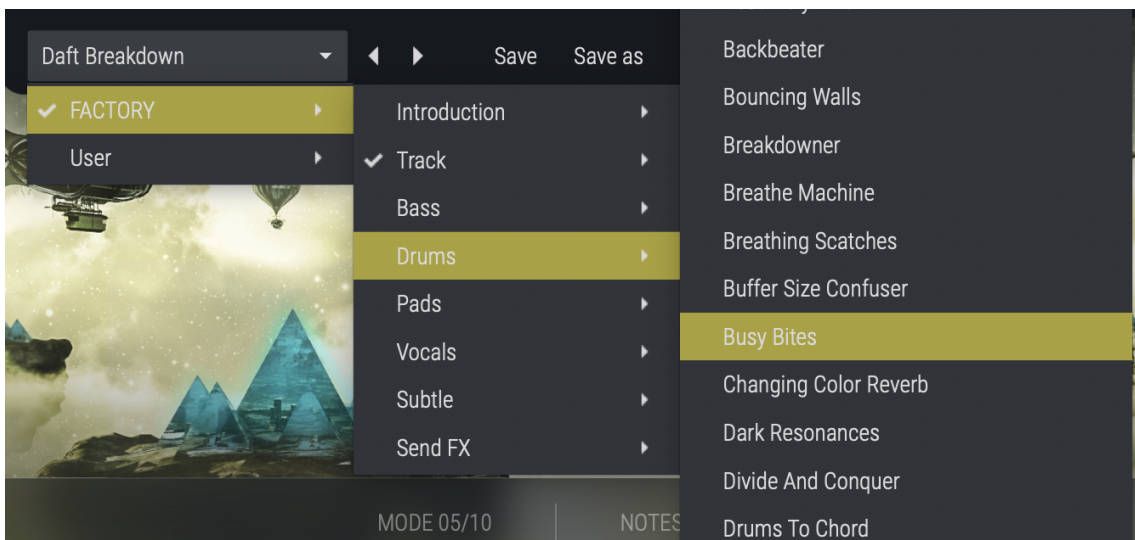 Daft Breakdown
Save
Save as
FACTORY
User
Introduction
Track
Bass
Drums
Pads
Vocals
Subtle
Send FX
Backbeater
Bouncing Walls
Breakdowner
Breathe Machine
Breathing Scatches
Buffer Size Confuser
Busy Bites
Changing Color Reverb
Dark Resonances
Divide And Conquer
Drums To Chord
MODE 05/10
NOTES